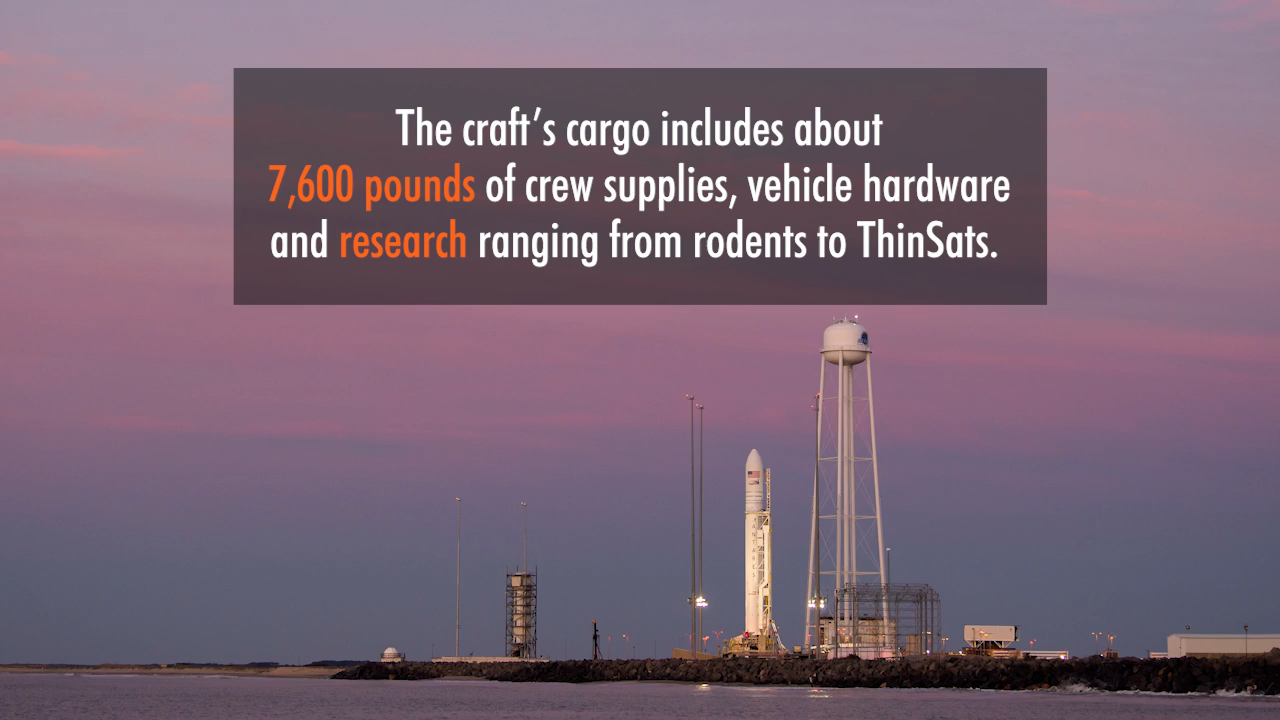 The craft’s cargo includes about
7,600 pounds of crew supplies, vehicle hardware
and research ranging from rodents to ThinSats.
ANTARES